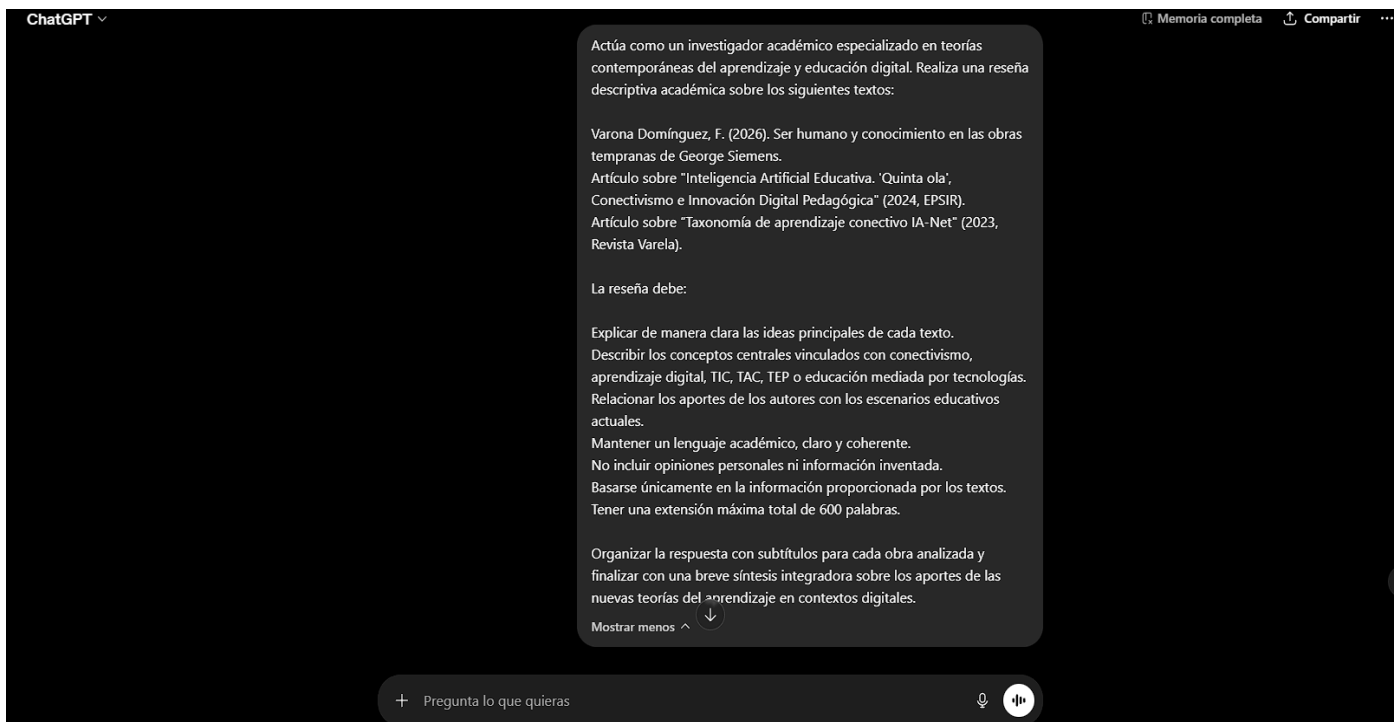 ChatGPT
Memoria completa
Compartir
Actúa como un investigador académico especializado en teorías
contemporáneas del aprendizaje y educación digital. Realiza una reseña
descriptiva académica sobre los siguientes textos:
Varona Domínguez, F. (2026). Ser humano y conocimiento en las obras
tempranas de George Siemens.
Artículo sobre "Inteligencia Artificial Educativa. 'Quinta ola',
Conectivismo e Innovación Digital Pedagógica" (2024, EPSIR).
Artículo sobre "Taxonomía de aprendizaje conectivo IA-Net" (2023,
Revista Varela).
La reseña debe:
Explicar de manera clara las ideas principales de cada texto.
Describir los conceptos centrales vinculados con conectivismo,
aprendizaje digital, TIC, TAC, TEP o educación mediada por tecnologías.
Relacionar los aportes de los autores con los escenarios educativos
actuales.
Mantener un lenguaje académico, claro y coherente.
No incluir opiniones personales ni información inventada.
Basarse únicamente en la información proporcionada por los textos.
Tener una extensión máxima total de 600 palabras.
Organizar la respuesta con subtítulos para cada obra analizada y
finalizar con una breve síntesis integradora sobre los aportes de las
nuevas teorías del aprendizaje en contextos digitales.
Mostrar menos
Pregunta lo que quieras